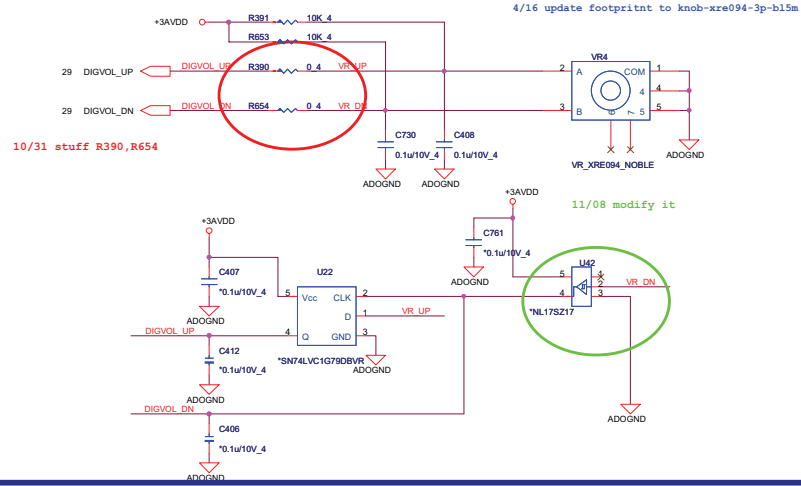 4/16 update footpritnt to knob-xre094-3p-bl5m
+3AVDD
R391
10K_4
R653
10K_4
29
DIGVOL_UP
DIGVOL_UP
R390
0_4
VR_UP
2
A
VR4
COM
1
4
4
29
DIGVOL_DN
DIGVOL_DN
R654
0_4
VR_DN
3
B
5
5
6
7
10/31 stuff R390,R654
C730
0.1u/10V_4
C408
0.1u/10V_4
ADOGND
VR_XRE094_NOBLE
ADOGND
ADOGND
+3AVDD
11/08 modify it
+3AVDD
C761
*0.1u/10V_4
U42
C407
*0.1u/10V_4
U22
ADOGND
5
1
2
VR_DN
4
3
5
Vcc
CLK
2
D
1
VR_UP
*NL17SZ17
ADOGND
DIGVOL_UP
4
Q
GND
3
C412
*0.1u/10V_4
*SN74LVC1G79DBVR
ADOGND
ADOGND
DIGVOL_DN
ADOGND
C406
*0.1u/10V_4
ADOGND